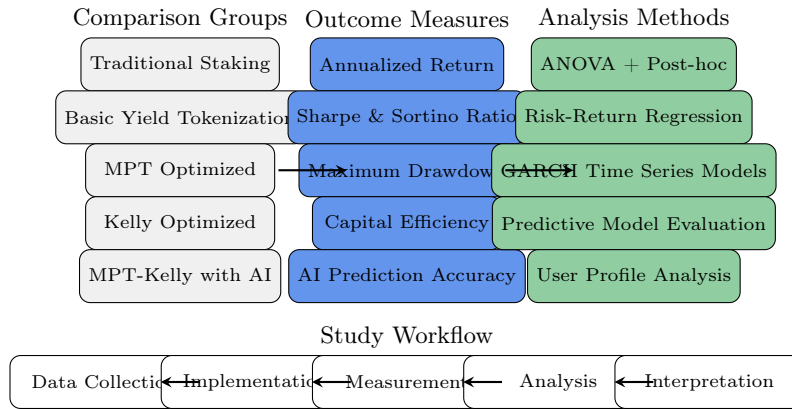 Comparison Groups
Outcome Measures
Analysis Methods
Traditional Staking
Annualized Return
ANOVA + Post-hoc
Basic Yield Tokenization
Sharpe & Sortino Ratio
Risk-Return Regression
MPT Optimized
Maximum Drawdow
GARCH Time Series Models
Kelly Optimized
Capital Efficiency
Predictive Model Evaluation
MPT-Kelly with AI
AI Prediction Accuracy
User Profile Analysis
Study Workflow
Data Collectio
Implementatio
Measurement
Analysis
Interpretation